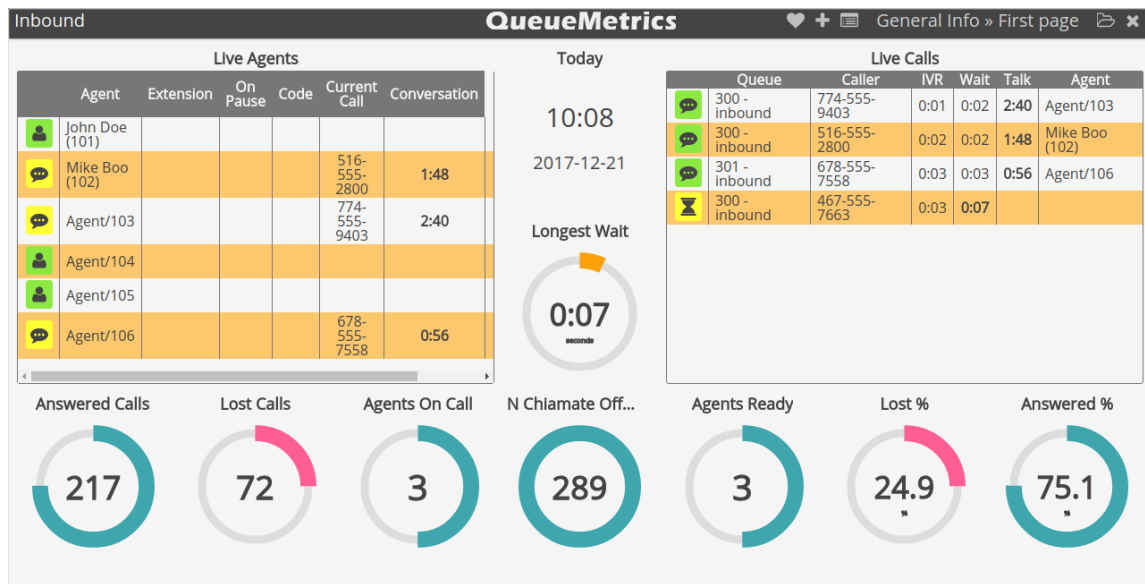 Inbound
QueueMetrics
General Info » First page
Live Agents
Agent Extension On Pause Code Current Call Conversation
John Doe (101)
Mike Boo (102) 516-555-2800 1:48
Agent/103 774-555-9403 2:40
Agent/104
Agent/105
Agent/106 678-555-7558 0:56
Today
10:08
2017-12-21
Longest Wait
0:07
seconds
Live Calls
Queue Caller IVR Wait Talk Agent
300 - inbound 774-555-9403 0:01 0:02 2:40 Agent/103
300 - inbound 516-555-2800 0:02 0:02 1:48 Mike Boo (102)
301 - inbound 678-555-7558 0:03 0:03 0:56 Agent/106
300 - inbound 467-555-7663 0:03 0:07
Answered Calls
217
Lost Calls
72
Agents On Call
3
N Chiamate Off...
289
Agents Ready
3
Lost %
24.9
%
Answered %
75.1
%